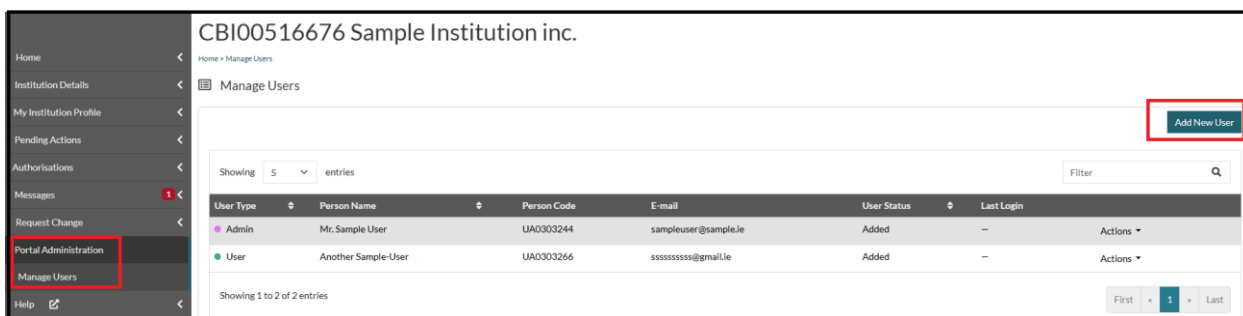 CBI00516676 Sample Institution inc.
Home > Manage Users
Manage Users
Home
Institution Details
My Institution Profile
Pending Actions
Authorisations
Messages 1
Request Change
Portal Administration
Manage Users
Help
Add New User
Showing 5 entries
Filter
User Type Person Name Person Code E-mail User Status Last Login
Admin Mr. Sample User UA0303244 sampleuser@sample.ie Added — Actions
User Another Sample-User UA0303266 ssssssssss@gmail.ie Added — Actions
Showing 1 to 2 of 2 entries
First « 1 » Last